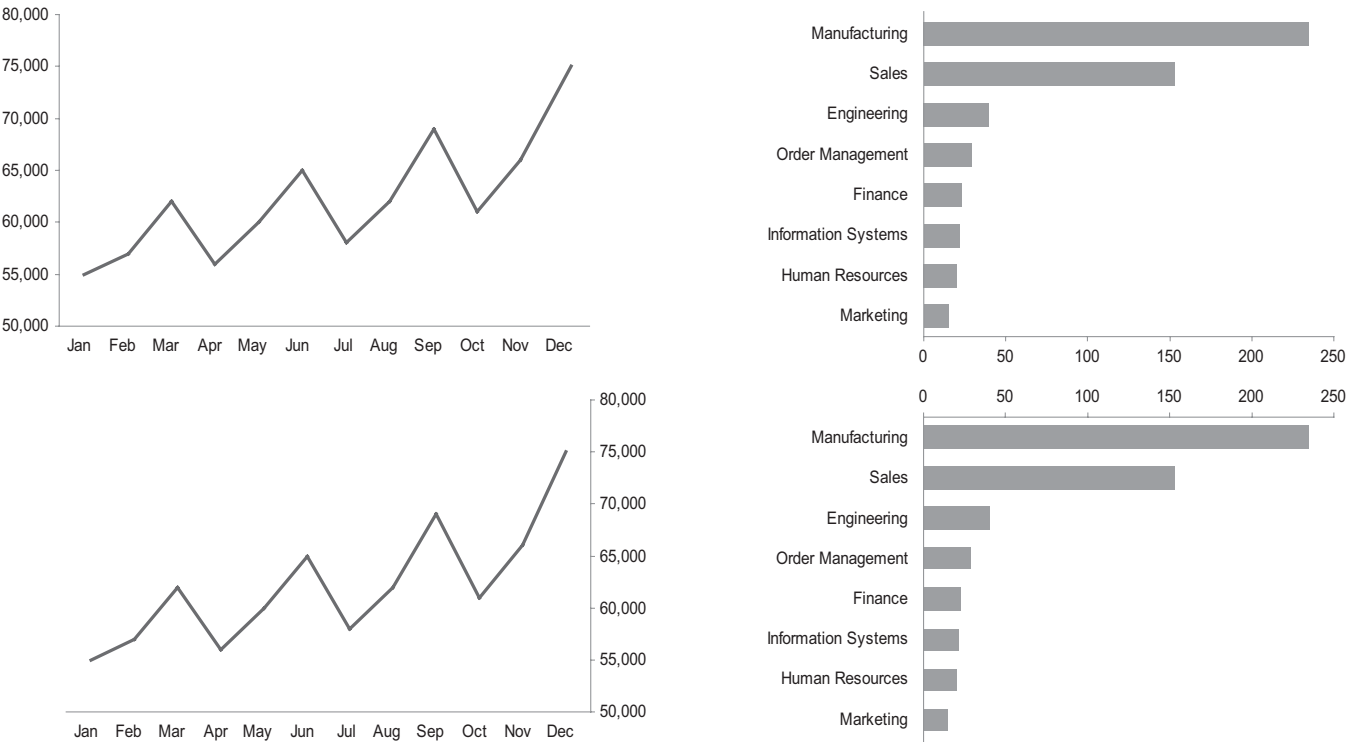 80,000
75,000
70,000
65,000
60,000
55,000
50,000
Jan Feb Mar Apr May Jun Jul Aug Sep Oct Nov Dec
Manufacturing
Sales
Engineering
Order Management
Finance
Information Systems
Human Resources
Marketing
0 50 100 150 200 250
80,000
75,000
70,000
65,000
60,000
55,000
50,000
Jan Feb Mar Apr May Jun Jul Aug Sep Oct Nov Dec
0 50 100 150 200 250
Manufacturing
Sales
Engineering
Order Management
Finance
Information Systems
Human Resources
Marketing